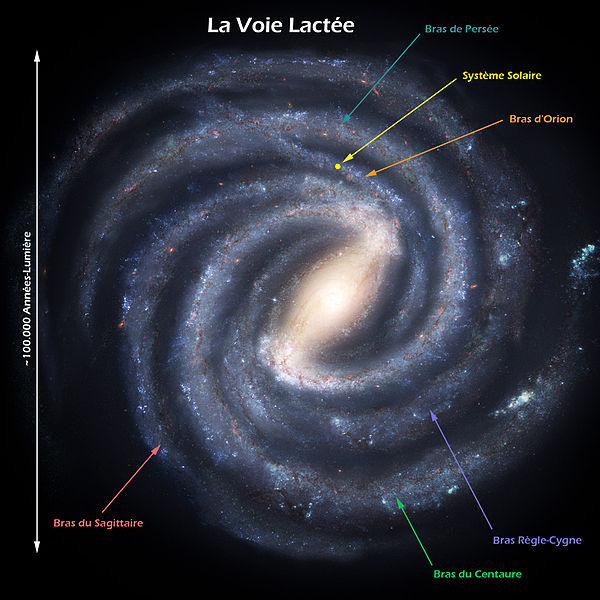 La Voie Lactée
Bras de Persée
Système Solaire
Bras d'Orion
~100.000 Années-Lumière
Bras du Sagittaire
Bras Règle-Cygne
Bras du Centaure